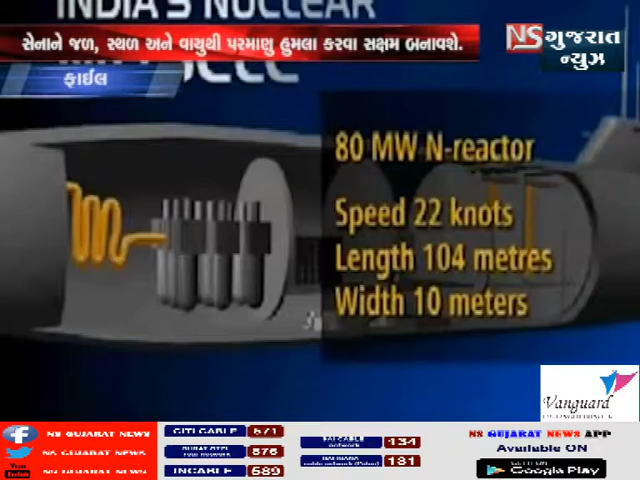 INDIA'S NUCLEAR
સેનાને જળ, સ્થળ અને વાયુથી પરમાણુ હુમલા કરવા સક્ષમ બનાવશે.
NS ગુજરાત
ન્યુઝ
ફાઈલ
80 MW N-reactor
Speed 22 knots
Length 104 metres
Width 10 meters
Vanguard
NS GUJARAT NEWS
NS GUJARAT NEWS
NS GUJARAT NEWS
CITI CABLE 671
576
INCABLE 589
134
181
NS GUJARAT NEWS APP
Available ON
Google Play